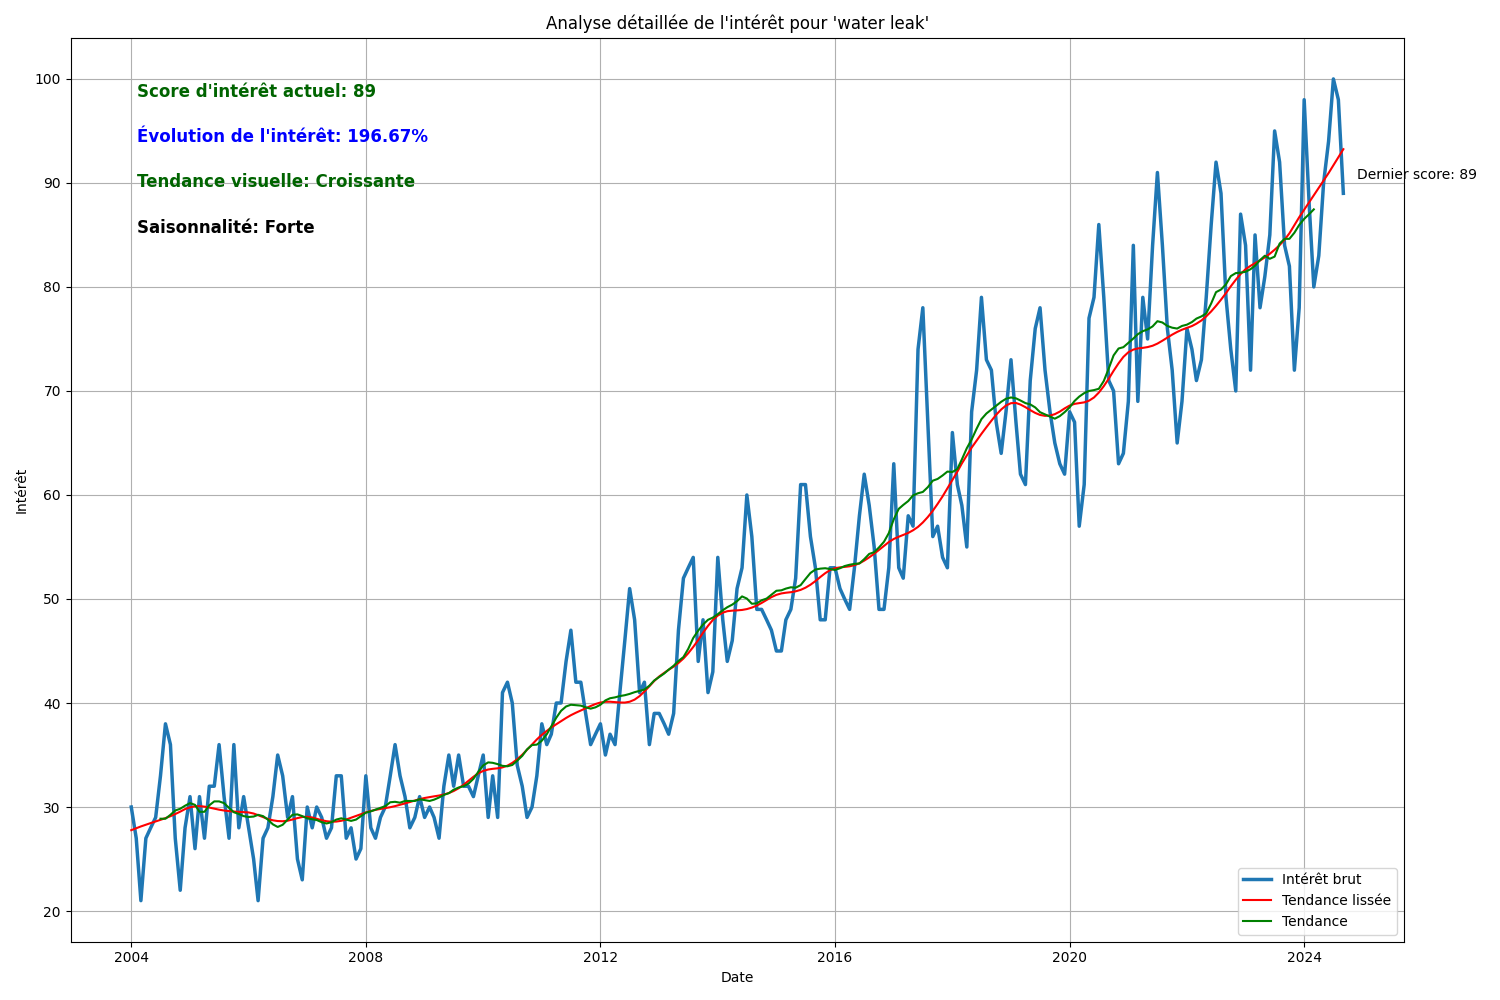 Analyse détaillée de l'intérêt pour 'water leak'
100
90
80
70
60
50
40
30
20
Intérêt
Score d'intérêt actuel: 89
Évolution de l'intérêt: 196.67%
Tendance visuelle: Croissante
Saisonnalité: Forte
Dernier score: 89
Intérêt brut
Tendance lissée
Tendance
2004
2008
2012
2016
2020
2024
Date